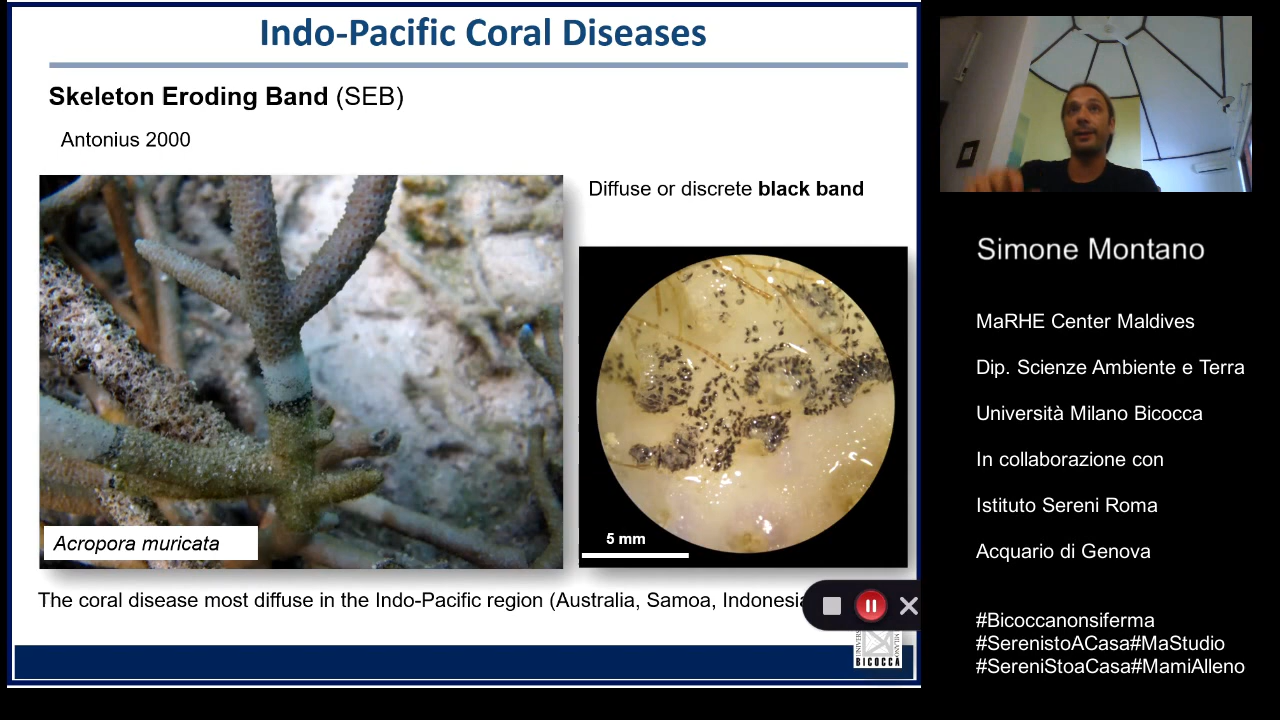 Indo-Pacific Coral Diseases
Skeleton Eroding Band (SEB)
Antonius 2000
Diffuse or discrete black band
Acropora muricata
5 mm
The coral disease most diffuse in the Indo-Pacific region (Australia, Samoa, Indonesia
BICOCCA
Simone Montano
MaRHE Center Maldives
Dip. Scienze Ambiente e Terra
Università Milano Bicocca
In collaborazione con
Istituto Sereni Roma
Acquario di Genova
#Bicoccanonsiferma
#SerenistoACasa#MaStudio
#SereniStoaCasa#MamiAlleno